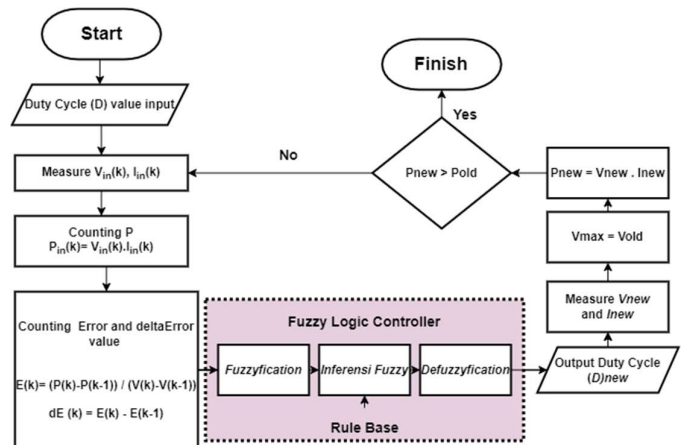 Start
Duty Cycle (D) value input
Measure Vin(k), Iin(k)
Counting P
Pin(k)= Vin(k).Iin(k)
Counting Error and deltaError
value
E(k)= (P(k)-P(k-1)) / (V(k)-V(k-1))
dE (k) = E(k) - E(k-1)
Fuzzy Logic Controller
Fuzzyfication
Inferensi Fuzzy
Defuzzyfication
Rule Base
Output Duty Cycle
(D)new
Measure Vnew
and Inew
Vmax = Vold
Pnew = Vnew . Inew
Pnew > Pold
No
Yes
Finish